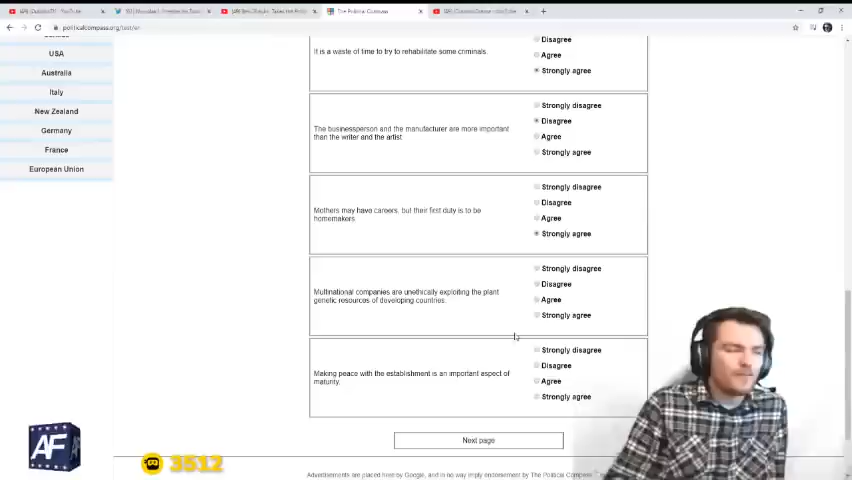 The Political Compass
politicalcompass.org/test/en
USA
Australia
Italy
New Zealand
Germany
France
European Union
It is a waste of time to try to rehabilitate some criminals.
Disagree
Agree
Strongly agree
The businessperson and the manufacturer are more important
than the writer and the artist
Strongly disagree
Disagree
Agree
Strongly agree
Mothers may have careers, but their first duty is to be
homemakers.
Strongly disagree
Disagree
Agree
Strongly agree
Multinational companies are unethically exploiting the plant
genetic resources of developing countries.
Strongly disagree
Disagree
Agree
Strongly agree
Making peace with the establishment is an important aspect of
maturity.
Strongly disagree
Disagree
Agree
Strongly agree
Next page
AF
3512
Advertisements are placed here by Google, and in no way imply endorsement by The Political Compass